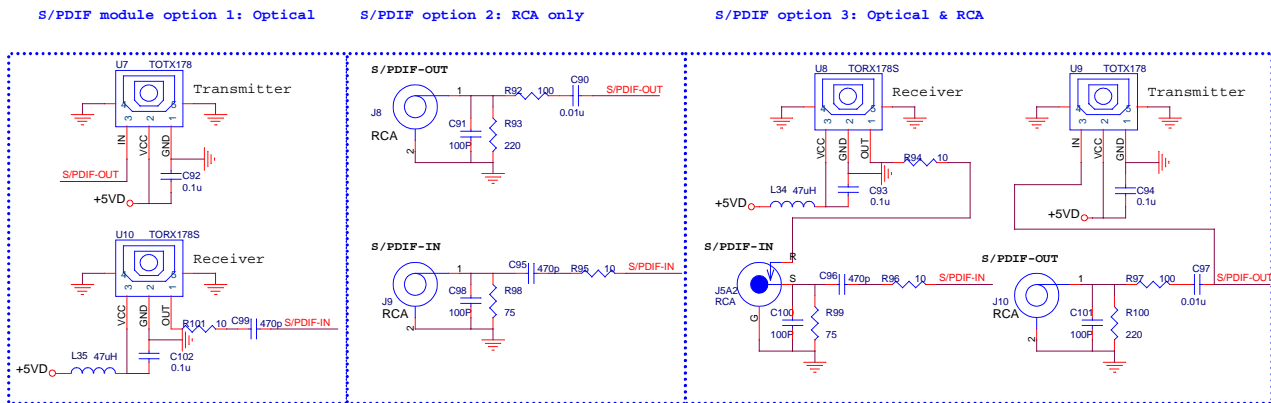 S/PDIF module option 1: Optical
S/PDIF option 2: RCA only
S/PDIF option 3: Optical & RCA
U7 TOTX178
Transmitter
4 5
3 2 1
IN VCC GND
S/PDIF-OUT
C92
0.1u
+5VD
U10 TORX178S
Receiver
4 5
3 2 1
VCC GND OUT
R101 10 C99 470p S/PDIF-IN
L35 47uH
C102
0.1u
+5VD
S/PDIF-OUT
J8
RCA
1
2
R92 100
C90
0.01u
S/PDIF-OUT
C91
100P
R93
220
S/PDIF-IN
J9
RCA
1
2
C95 470p
R95 10
S/PDIF-IN
C98
100P
R98
75
U8 TORX178S
Receiver
4 5
3 2 1
VCC GND OUT
R94 10
L34 47uH
C93
0.1u
+5VD
U9 TOTX178
Transmitter
4 5
3 2 1
IN VCC GND
C94
0.1u
+5VD
S/PDIF-IN
J5A2
RCA
R
S
G
C96 470p
R96 10
S/PDIF-IN
C100
100P
R99
75
S/PDIF-OUT
J10
RCA
1
2
R97 100
C97
0.01u
S/PDIF-OUT
C101
100P
R100
220